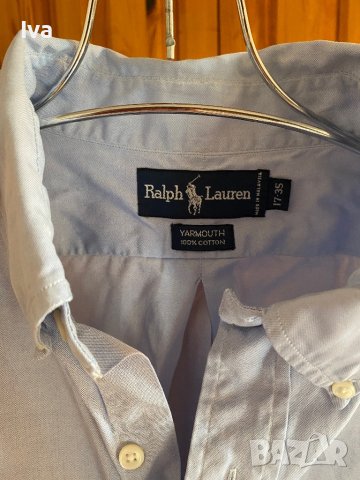 Iva
Ralph Lauren
MADE IN MALAYSIA
17-35
YARMOUTH
100% COTTON
BAZAR